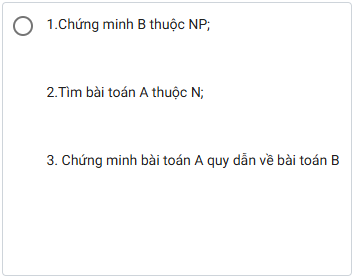 1.Chứng minh B thuộc NP;
2.Tìm bài toán A thuộc N;
3. Chứng minh bài toán A quy dẫn về bài toán B